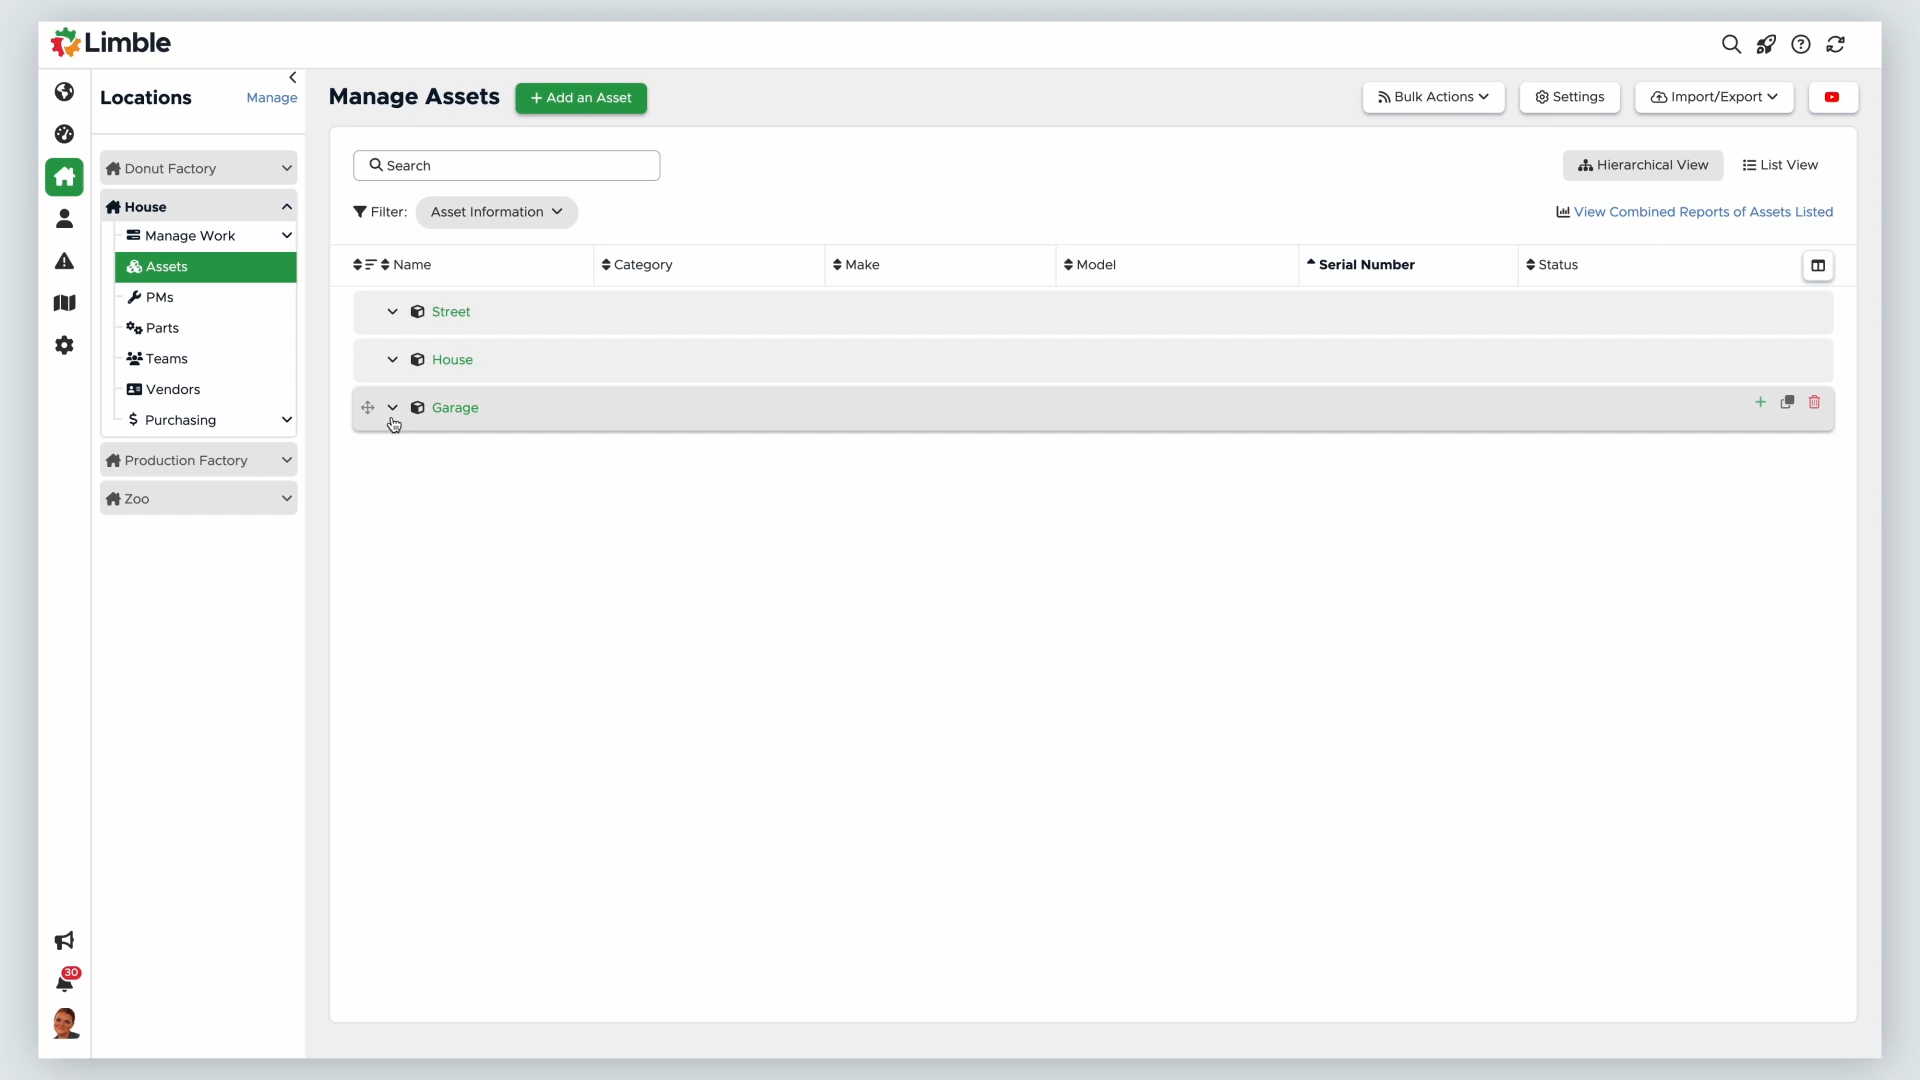 Limble
Locations
Manage
Donut Factory
House
Manage Work
Assets
PMs
Parts
Teams
Vendors
Purchasing
Production Factory
Zoo
30
Manage Assets
+ Add an Asset
Bulk Actions
Settings
Import/Export
Search
Hierarchical View
List View
Filter:
Asset Information
View Combined Reports of Assets Listed
Name
Category
Make
Model
Serial Number
Status
Street
House
Garage